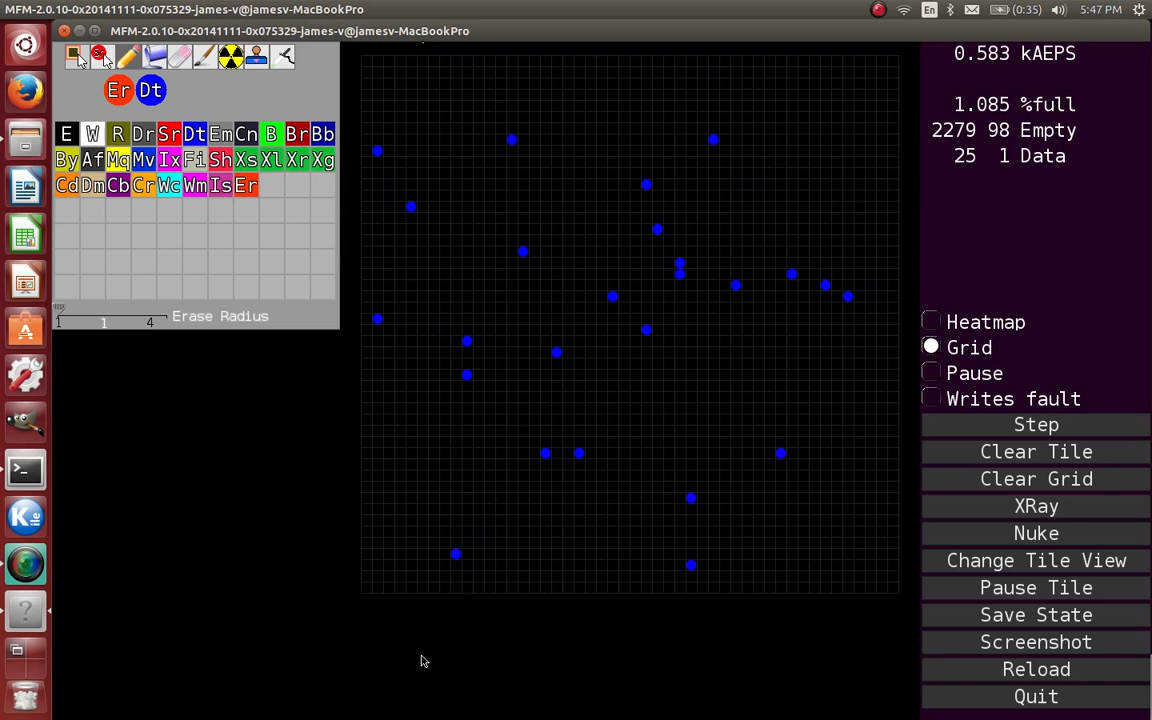 MFM-2.0.10-0x20141111-0x075329-james-v@jamesv-MacBookPro
En
(0:35)
5:47 PM
MFM-2.0.10-0x20141111-0x075329-james-v@jamesv-MacBookPro
Er Dt
E W R Dr Sr Dt Em Cn B Br Bb
By Af Mq Mv Ix Fi Sh Xs Xl Xr Xg
Cd Dm Cb Cr Wc Wm Is Er
1 1 4 Erase Radius
0.583 kAEPS
1.085 %full
2279 98 Empty
25 1 Data
Heatmap
Grid
Pause
Writes fault
Step
Clear Tile
Clear Grid
XRay
Nuke
Change Tile View
Pause Tile
Save State
Screenshot
Reload
Quit